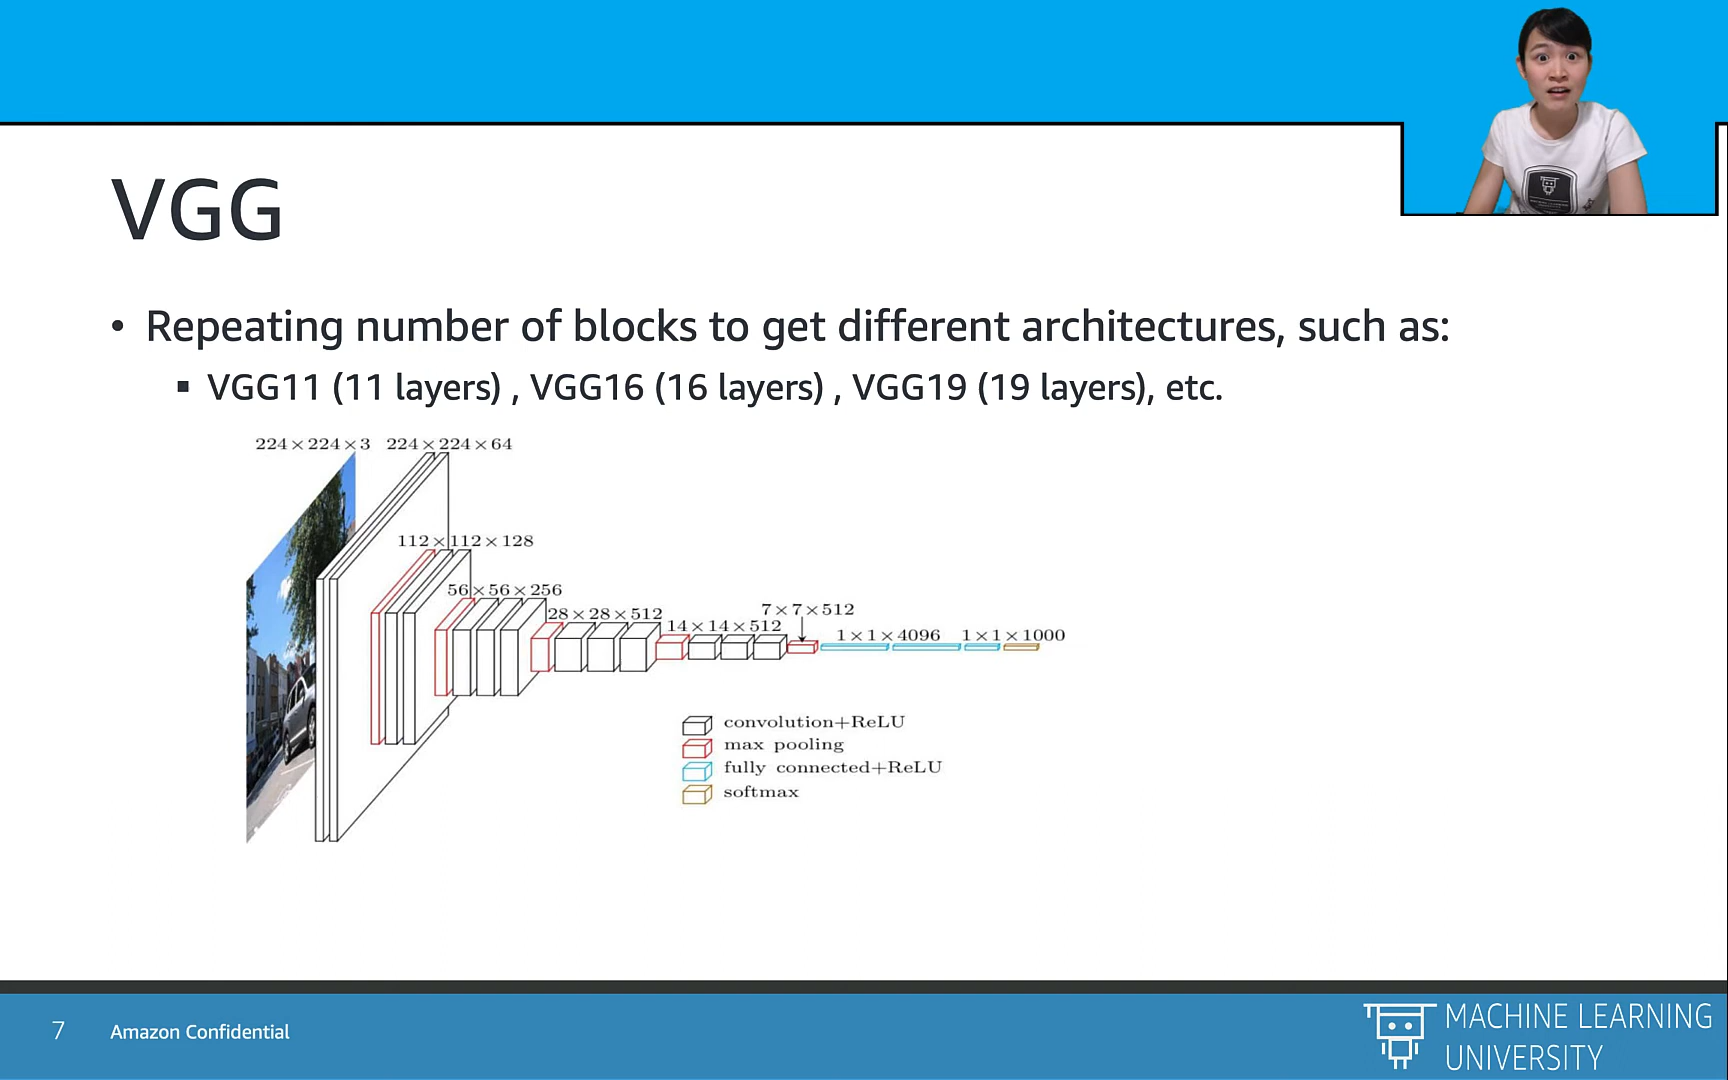 VGG
• Repeating number of blocks to get different architectures, such as:
▪ VGG11 (11 layers) , VGG16 (16 layers) , VGG19 (19 layers), etc.
224×224×3 224×224×64
112×112×128
56×56×256
28×28×512
14×14×512
7×7×512
1×1×4096 1×1×1000
convolution+ReLU
max pooling
fully connected+ReLU
softmax
7 Amazon Confidential
MACHINE LEARNING
UNIVERSITY